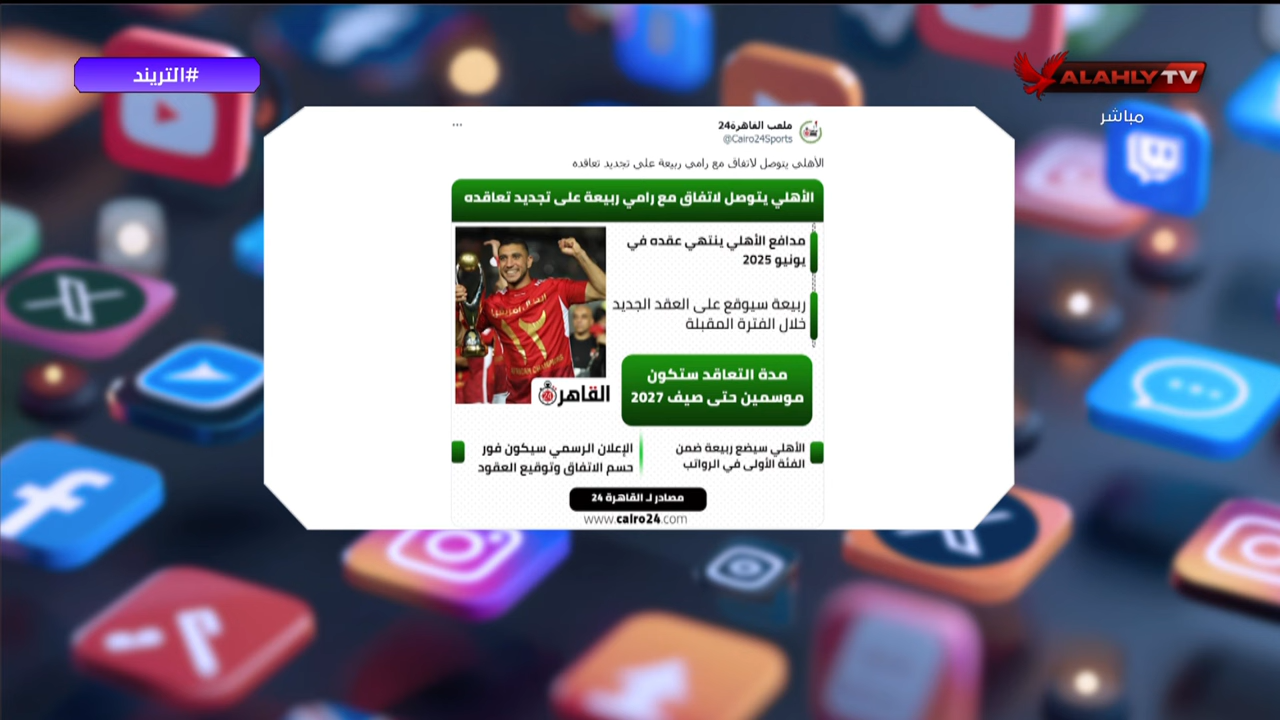 #التريند
ALAHLY TV
مباشر
ملعب القاهرة24
@Cairo24Sports
الأهلي يتوصل لاتفاق مع رامي ربيعة على تجديد تعاقده
الأهلي يتوصل لاتفاق مع رامي ربيعة على تجديد تعاقده
مدافع الأهلي ينتهي عقده في
يونيو 2025
ربيعة سيوقع على العقد الجديد
خلال الفترة المقبلة
مدة التعاقد ستكون
موسمين حتى صيف 2027
القاهرة 24
الأهلي سيضع ربيعة ضمن
الفئة الأولى في الرواتب
الإعلان الرسمي سيكون فور
حسم الاتفاق وتوقيع العقود
مصادر لـ القاهرة 24
www.cairo24.com